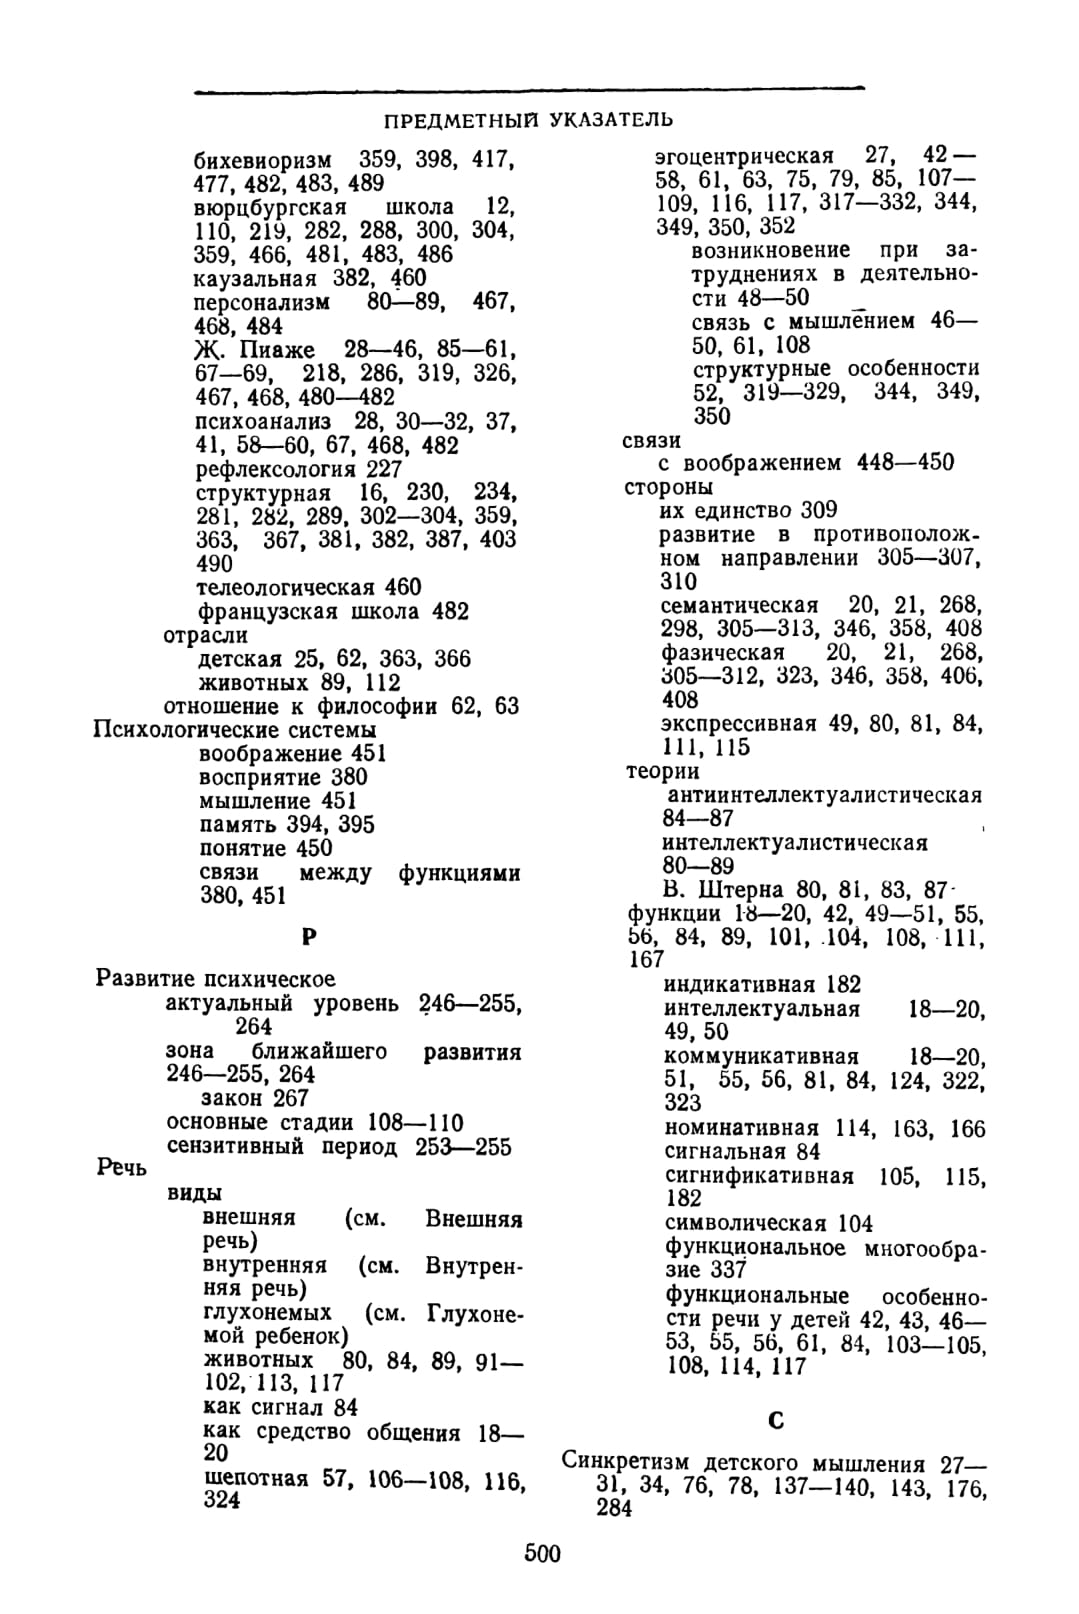 ПРЕДМЕТНЫЙ УКАЗАТЕЛЬ
бихевиоризм 359, 398, 417,
477, 482, 483, 489
вюрцбургская школа 12,
110, 219, 282, 288, 300, 304,
359, 466, 481, 483, 486
каузальная 382, 460
персонализм 80—89, 467,
468, 484
Ж. Пиаже 28—46, 85—61,
67—69, 218, 286, 319, 326,
467, 468, 480—482
психоанализ 28, 30—32, 37,
41, 58—60, 67, 468, 482
рефлексология 227
структурная 16, 230, 234,
281, 282, 289, 302—304, 359,
363, 367, 381, 382, 387, 403
490
телеологическая 460
французская школа 482
отрасли
детская 25, 62, 363, 366
животных 89, 112
отношение к философии 62, 63
Психологические системы
воображение 451
восприятие 380
мышление 451
память 394, 395
понятие 450
связи между функциями
380, 451
Р
Развитие психическое
актуальный уровень 246—255,
264
зона ближайшего развития
246—255, 264
закон 267
основные стадии 108—110
сензитивный период 253—255
Речь
виды
внешняя (см. Внешняя
речь)
внутренняя (см. Внутрен-
няя речь)
глухонемых (см. Глухоне-
мой ребенок)
животных 80, 84, 89, 91—
102, 113, 117
как сигнал 84
как средство общения 18—
20
шепотная 57, 106—108, 116,
324
эгоцентрическая 27, 42—
58, 61, 63, 75, 79, 85, 107—
109, 116, 117, 317—332, 344,
349, 350, 352
возникновение при за-
труднениях в деятельно-
сти 48—50
связь с мышлением 46—
50, 61, 108
структурные особенности
52, 319—329, 344, 349,
350
связи
с воображением 448—450
стороны
их единство 309
развитие в противополож-
ном направлении 305—307,
310
семантическая 20, 21, 268,
298, 305—313, 346, 358, 408
фазическая 20, 21, 268,
305—312, 323, 346, 358, 406,
408
экспрессивная 49, 80, 81, 84,
111, 115
теории
антиинтеллектуалистическая
84—87
интеллектуалистическая
80—89
В. Штерна 80, 81, 83, 87
функции 18—20, 42, 49—51, 55,
56, 84, 89, 101, 104, 108, 111,
167
индикативная 182
интеллектуальная 18—20,
49, 50
коммуникативная 18—20,
51, 55, 56, 81, 84, 124, 322,
323
номинативная 114, 163, 166
сигнальная 84
сигнификативная 105, 115,
182
символическая 104
функциональное многообра-
зие 337
функциональные особенно-
сти речи у детей 42, 43, 46—
53, 55, 56, 61, 84, 103—105,
108, 114, 117
С
Синкретизм детского мышления 27—
31, 34, 76, 78, 137—140, 143, 176,
284
500